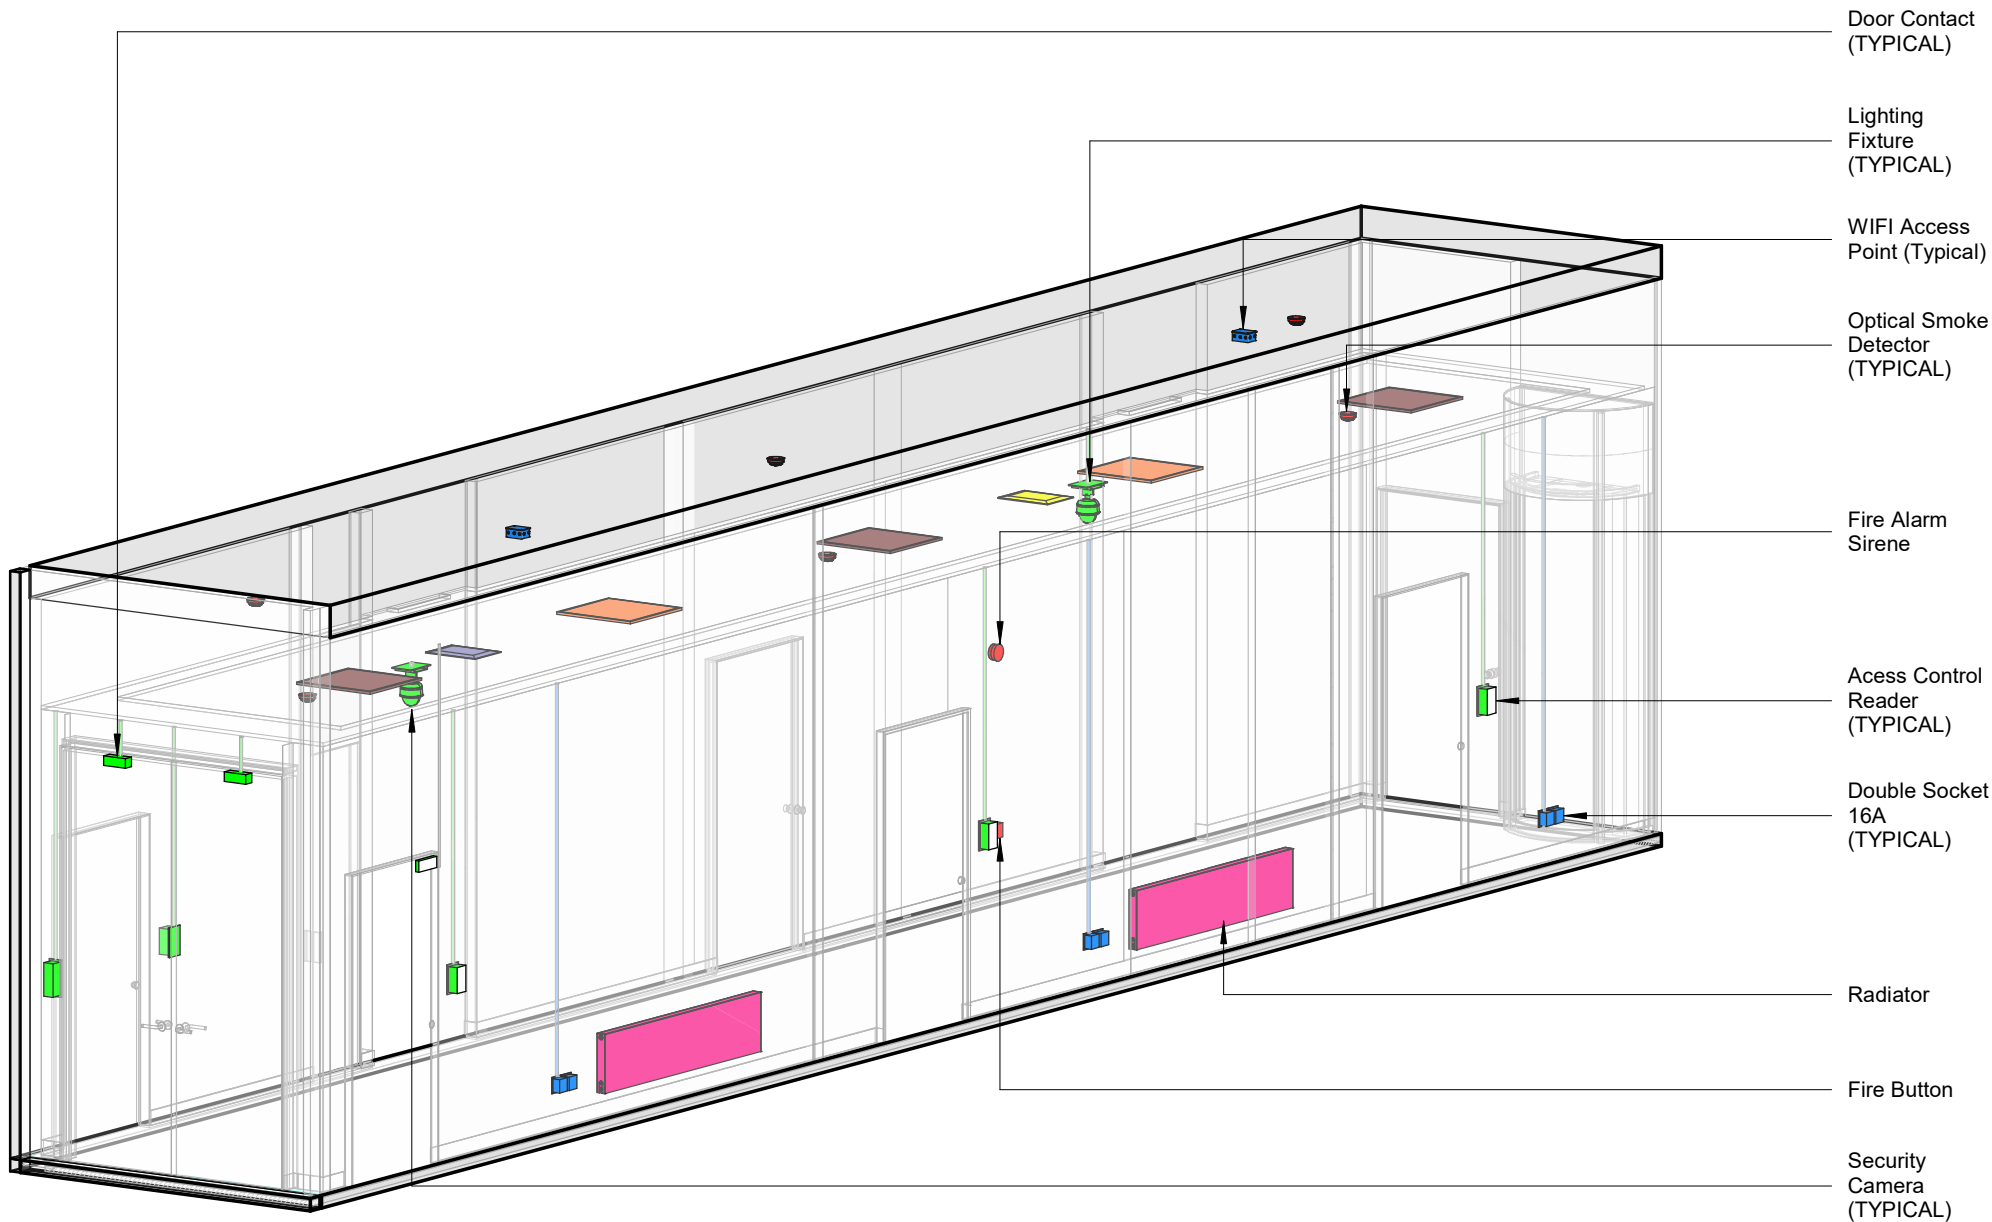 Door Contact
(TYPICAL)
Lighting
Fixture
(TYPICAL)
WIFI Access
Point (Typical)
Optical Smoke
Detector
(TYPICAL)
Fire Alarm
Sirene
Acess Control
Reader
(TYPICAL)
Double Socket
16A
(TYPICAL)
Radiator
Fire Button
Security
Camera
(TYPICAL)